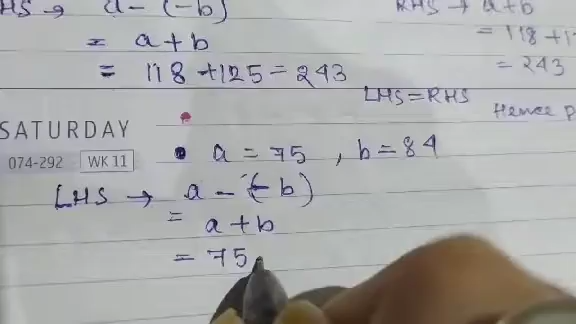 HS → a - (-b)
= a + b
= 118 + 125 = 243
RHS → a + b
= 118 + 1
= 243
LHS = RHS
Hence p
SATURDAY
074-292 WK 11
• a = 75 , b = 84
LHS → a - (-b)
= a + b
= 75